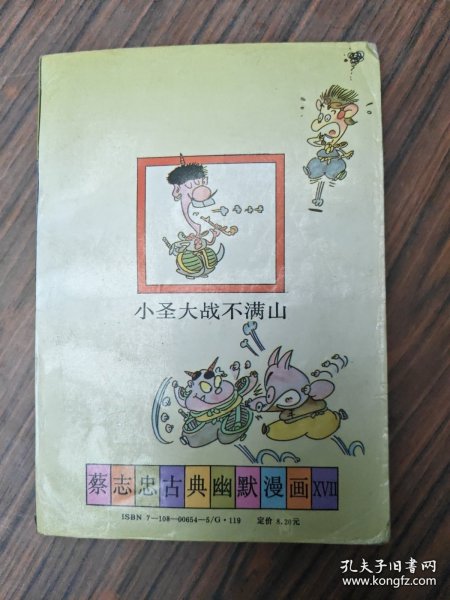 小圣大战不满山
蔡志忠古典幽默漫画XVII
ISBN 7—108—00654—5/G·119 定价 8.20元
孔夫子旧书网
www.kongfz.com